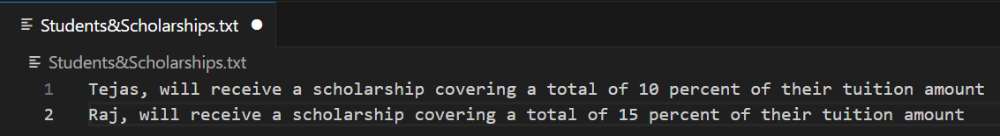 Students&Scholarships.txt
Students&Scholarships.txt
1 Tejas, will receive a scholarship covering a total of 10 percent of their tuition amount
2 Raj, will receive a scholarship covering a total of 15 percent of their tuition amount